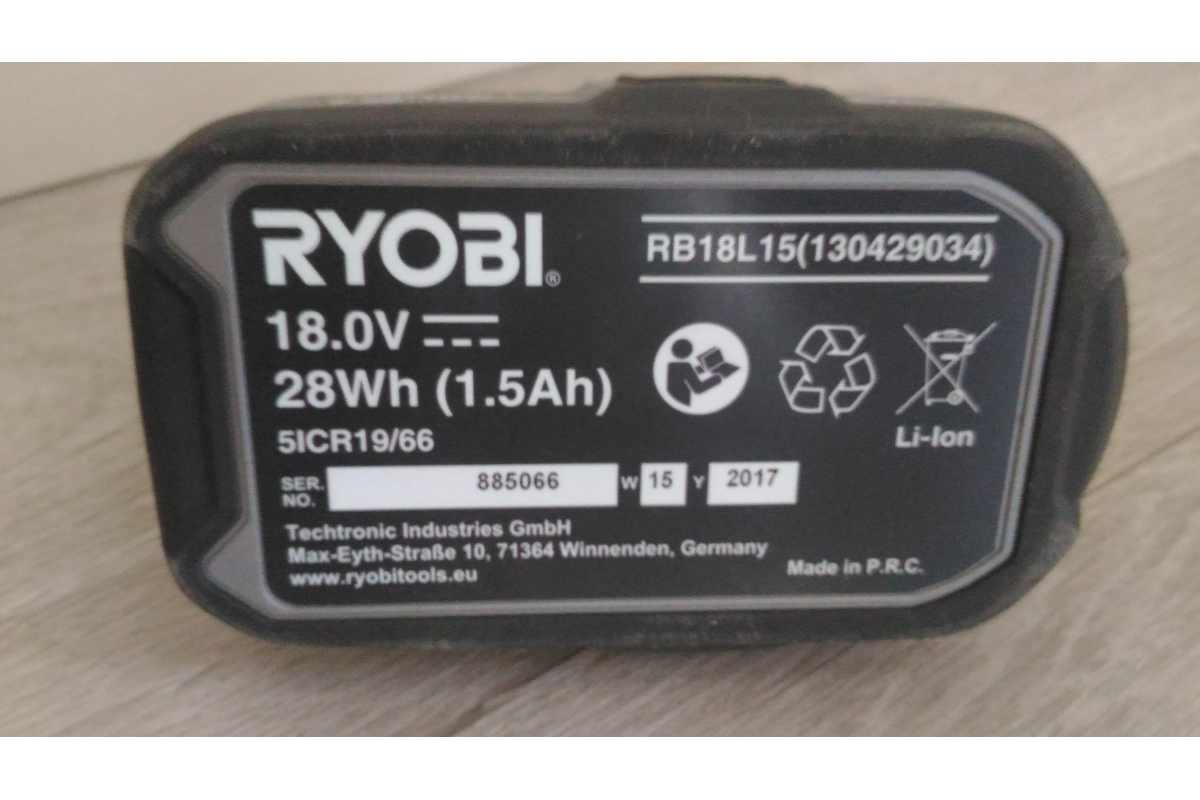 RYOBI®
RB18L15(130429034)
18.0V
28Wh (1.5Ah)
5ICR19/66
Li-Ion
SER. NO. 885066 W 15 Y 2017
Techtronic Industries GmbH
Max-Eyth-Straße 10, 71364 Winnenden, Germany
www.ryobitools.eu
Made in P.R.C.